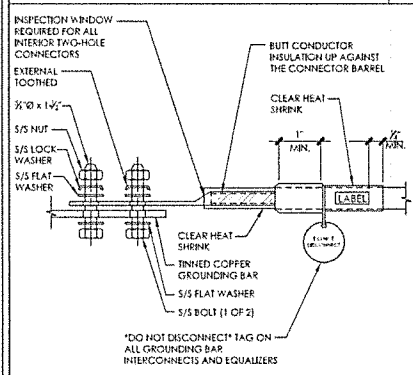 INSPECTION WINDOW
REQUIRED FOR ALL
INTERIOR TWO-HOLE
CONNECTORS
EXTERNAL
TOOTHED
S/S NUT
S/S LOCK
WASHER
S/S FLAT
WASHER
BUTT CONDUCTOR
INSULATION UP AGAINST
THE CONNECTOR BARREL
CLEAR HEAT
SHRINK
1"
MIN.
MIN.
LABEL
CLEAR HEAT
SHRINK
TINNED COPPER
GROUNDING BAR
S/S FLAT WASHER
S/S BOLT (1 OF 2)
"DO NOT DISCONNECT" TAG ON
ALL GROUNDING BAR
INTERCONNECTS AND EQUALIZERS